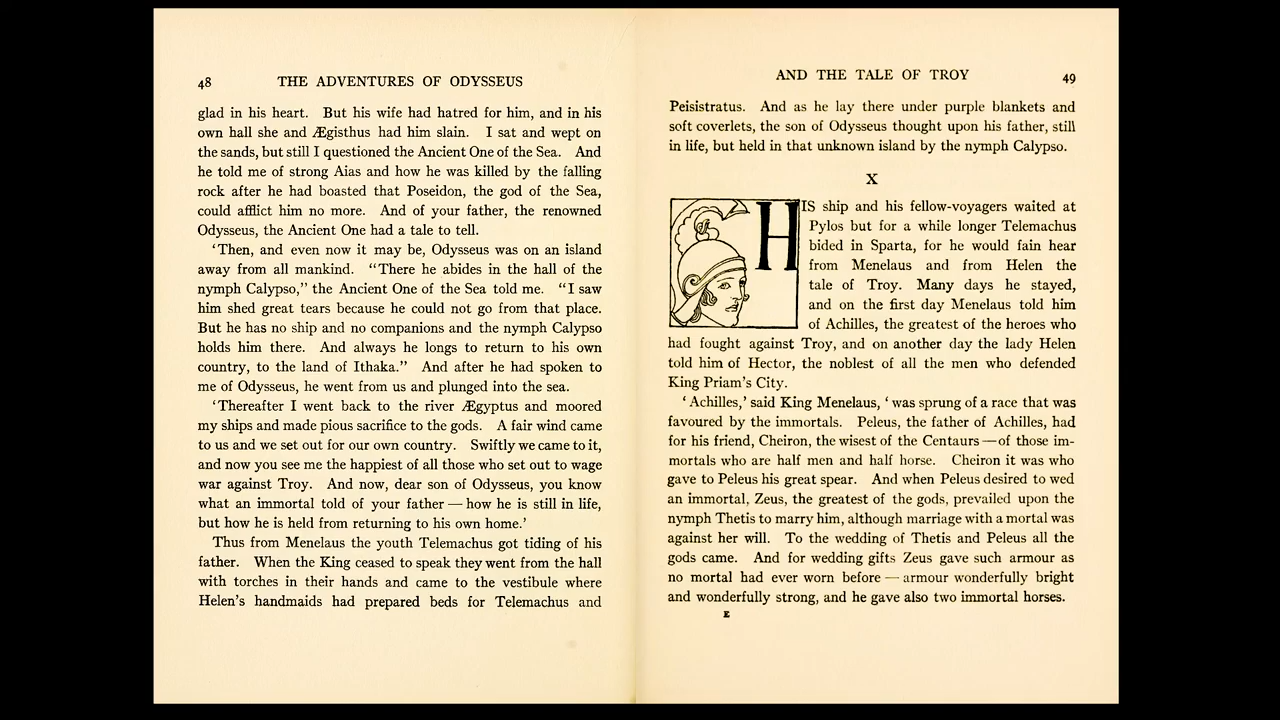 48
THE ADVENTURES OF ODYSSEUS
glad in his heart. But his wife had hatred for him, and in his
own hall she and Ægisthus had him slain. I sat and wept on
the sands, but still I questioned the Ancient One of the Sea. And
he told me of strong Aias and how he was killed by the falling
rock after he had boasted that Poseidon, the god of the Sea,
could afflict him no more. And of your father, the renowned
Odysseus, the Ancient One had a tale to tell.
‘Then, and even now it may be, Odysseus was on an island
away from all mankind. “There he abides in the hall of the
nymph Calypso,” the Ancient One of the Sea told me. “I saw
him shed great tears because he could not go from that place.
But he has no ship and no companions and the nymph Calypso
holds him there. And always he longs to return to his own
country, to the land of Ithaka.” And after he had spoken to
me of Odysseus, he went from us and plunged into the sea.
‘Thereafter I went back to the river Ægyptus and moored
my ships and made pious sacrifice to the gods. A fair wind came
to us and we set out for our own country. Swiftly we came to it,
and now you see me the happiest of all those who set out to wage
war against Troy. And now, dear son of Odysseus, you know
what an immortal told of your father — how he is still in life,
but how he is held from returning to his own home.’
Thus from Menelaus the youth Telemachus got tiding of his
father. When the King ceased to speak they went from the hall
with torches in their hands and came to the vestibule where
Helen’s handmaids had prepared beds for Telemachus and
AND THE TALE OF TROY
49
Peisistratus. And as he lay there under purple blankets and
soft coverlets, the son of Odysseus thought upon his father, still
in life, but held in that unknown island by the nymph Calypso.
X
HIS ship and his fellow-voyagers waited at
Pylos but for a while longer Telemachus
bided in Sparta, for he would fain hear
from Menelaus and from Helen the
tale of Troy. Many days he stayed,
and on the first day Menelaus told him
of Achilles, the greatest of the heroes who
had fought against Troy, and on another day the lady Helen
told him of Hector, the noblest of all the men who defended
King Priam’s City.
‘Achilles,’ said King Menelaus, ‘was sprung of a race that was
favoured by the immortals. Peleus, the father of Achilles, had
for his friend, Cheiron, the wisest of the Centaurs — of those im-
mortals who are half men and half horse. Cheiron it was who
gave to Peleus his great spear. And when Peleus desired to wed
an immortal, Zeus, the greatest of the gods, prevailed upon the
nymph Thetis to marry him, although marriage with a mortal was
against her will. To the wedding of Thetis and Peleus all the
gods came. And for wedding gifts Zeus gave such armour as
no mortal had ever worn before — armour wonderfully bright
and wonderfully strong, and he gave also two immortal horses.
E